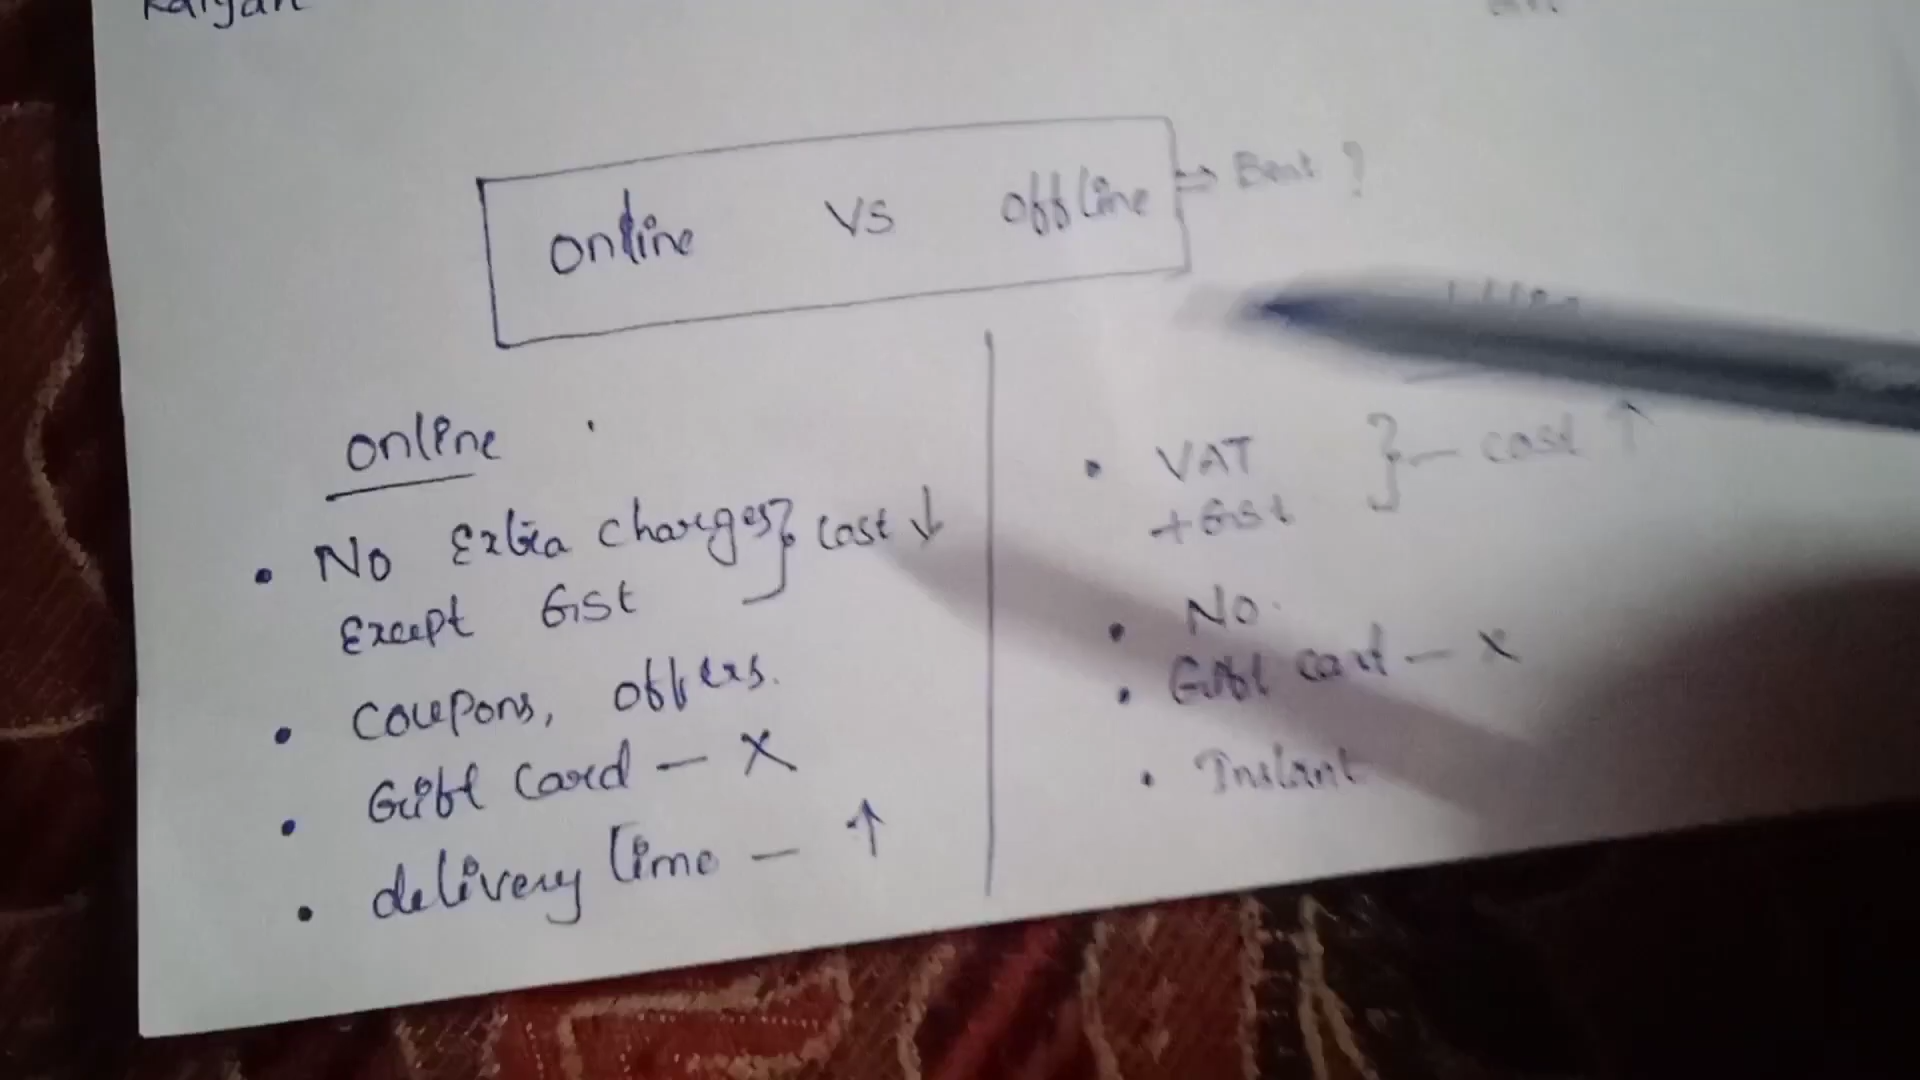 Kalyan
online VS offline => Best ?
online
• No Extra charges } cost ↓
Except Gst
• Coupons, offers.
• Gift Card - X
• delivery time - ↑
• VAT } - cost ↑
+ Gst
• No.
• Gift card - X
• Instant